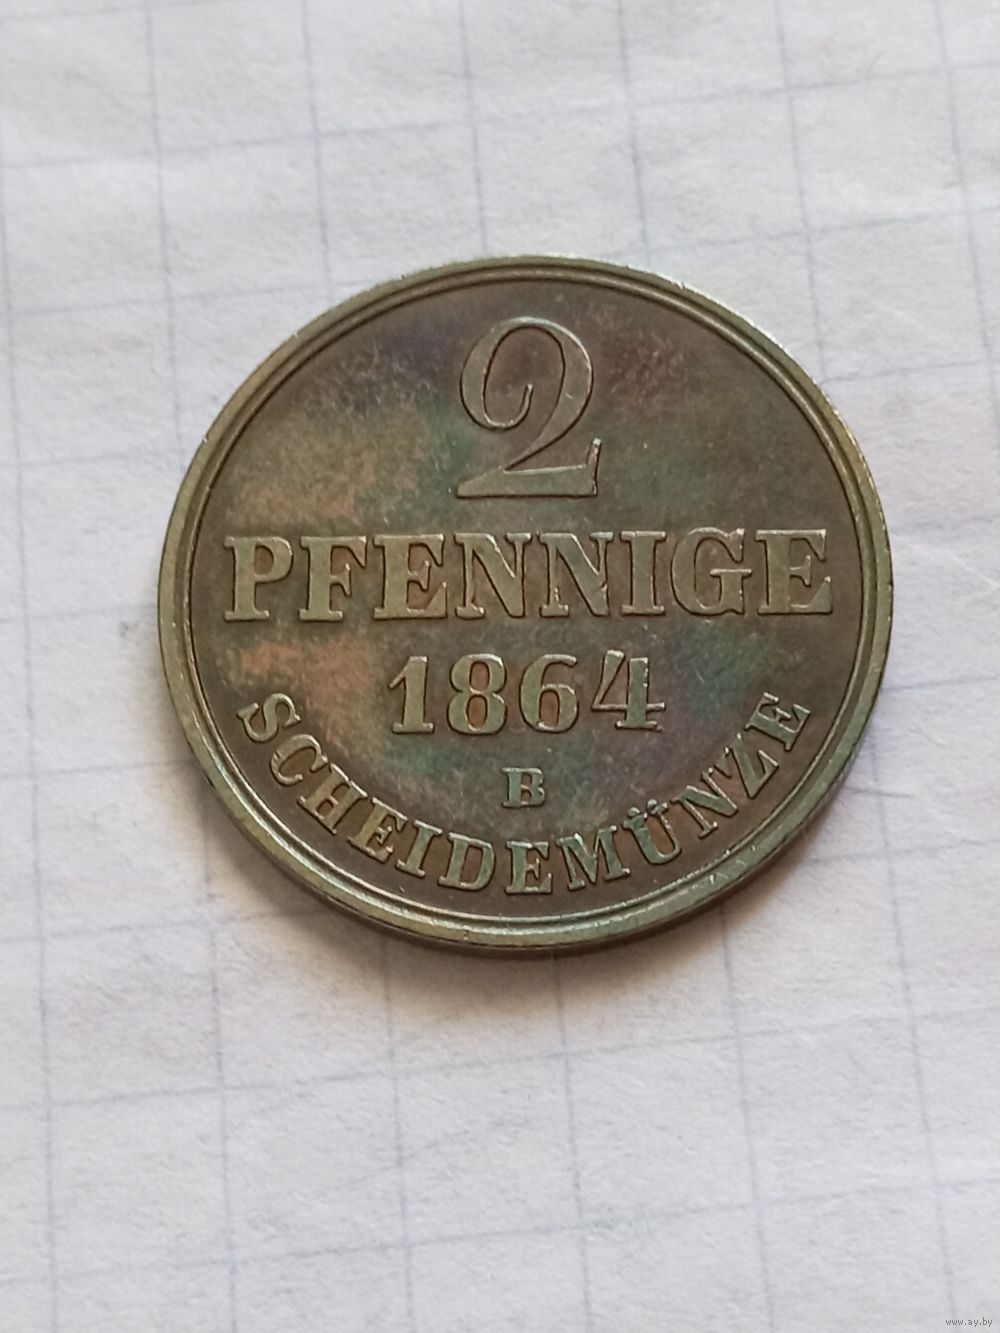 2
PFENNIGE
1864
B
SCHEIDEMÜNZE
www.ay.by